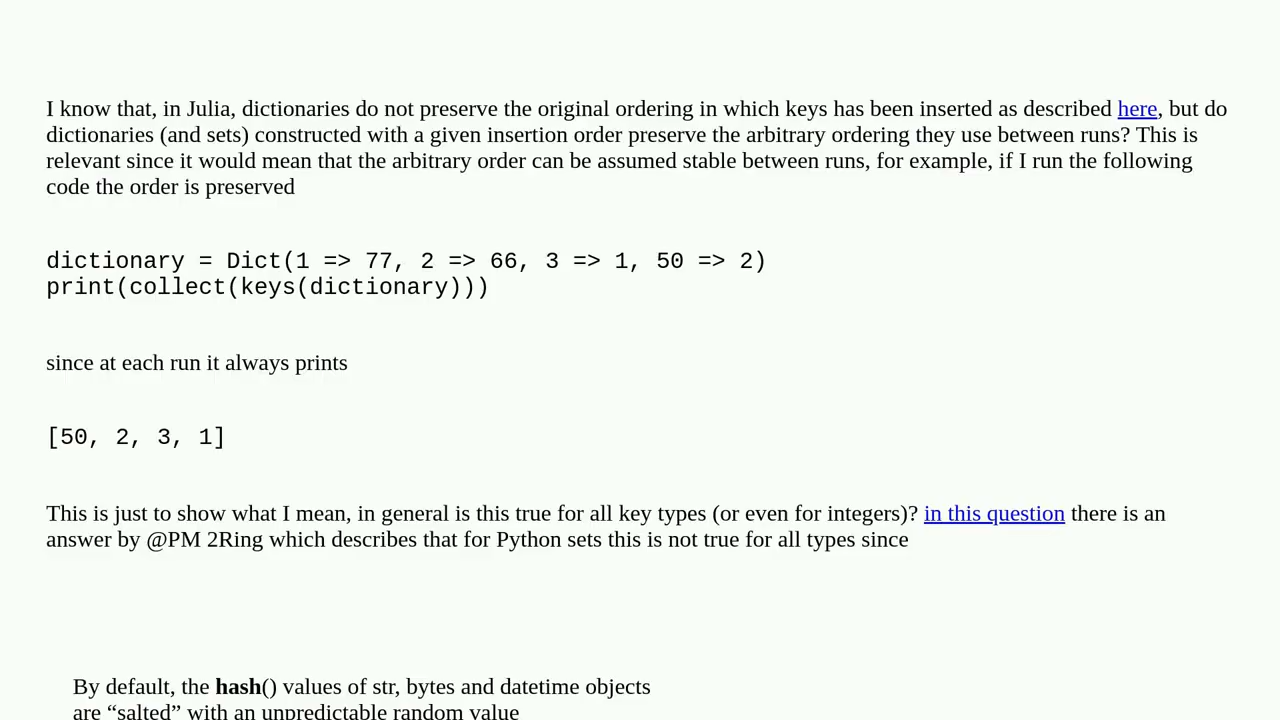 I know that, in Julia, dictionaries do not preserve the original ordering in which keys has been inserted as described here, but do
dictionaries (and sets) constructed with a given insertion order preserve the arbitrary ordering they use between runs? This is
relevant since it would mean that the arbitrary order can be assumed stable between runs, for example, if I run the following
code the order is preserved
dictionary = Dict(1 => 77, 2 => 66, 3 => 1, 50 => 2)
print(collect(keys(dictionary)))
since at each run it always prints
[50, 2, 3, 1]
This is just to show what I mean, in general is this true for all key types (or even for integers)? in this question there is an
answer by @PM 2Ring which describes that for Python sets this is not true for all types since
By default, the hash() values of str, bytes and datetime objects
are “salted” with an unpredictable random value